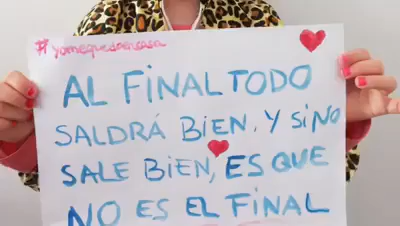 #yomequedoencasa
AL FINAL TODO
SALDRÁ BIEN, Y SINO
SALE BIEN, ES QUE
NO ES EL FINAL